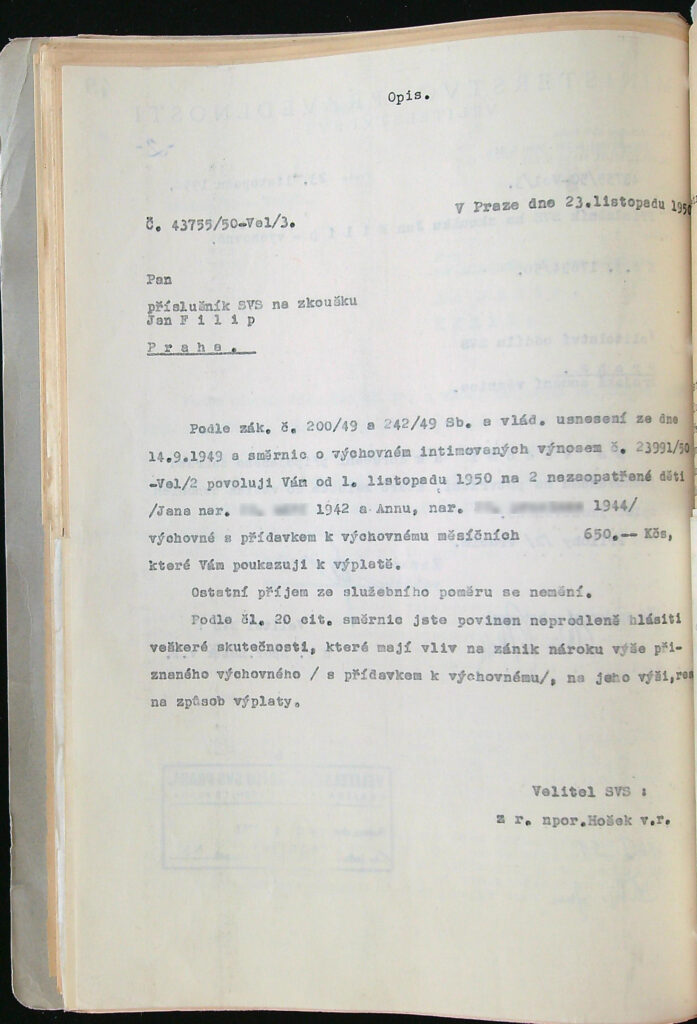 Opis.
V Praze dne 23.listopadu 1950
č. 43755/50-Vel/3.
Pan
příslušník SVS na zkoušku
Jan F i l i p
P r a h a .
Podle zák. č. 200/49 a 242/49 Sb. a vlád. usnesení ze dne
14.9.1949 a směrnic o výchovném intimovaných výnosem č. 23991/50
-Vel/2 povoluji Vám od 1. listopadu 1950 na 2 nezaopatřené děti
/Jana nar. 1942 a Annu, nar. 1944/
výchovné s přídavkem k výchovnému měsíčních 650.-- Kčs,
které Vám poukazuji k výplatě.
Ostatní příjem ze služebního poměru se nemění.
Podle čl. 20 cit. směrnic jste povinen neprodleně hlásiti
veškeré skutečnosti, které mají vliv na zánik nároku výše při-
znaného výchovného / s přídavkem k výchovnému/, na jeho výši,res
na způsob výplaty.
Velitel SVS :
z r. npor.Hošek v.r.